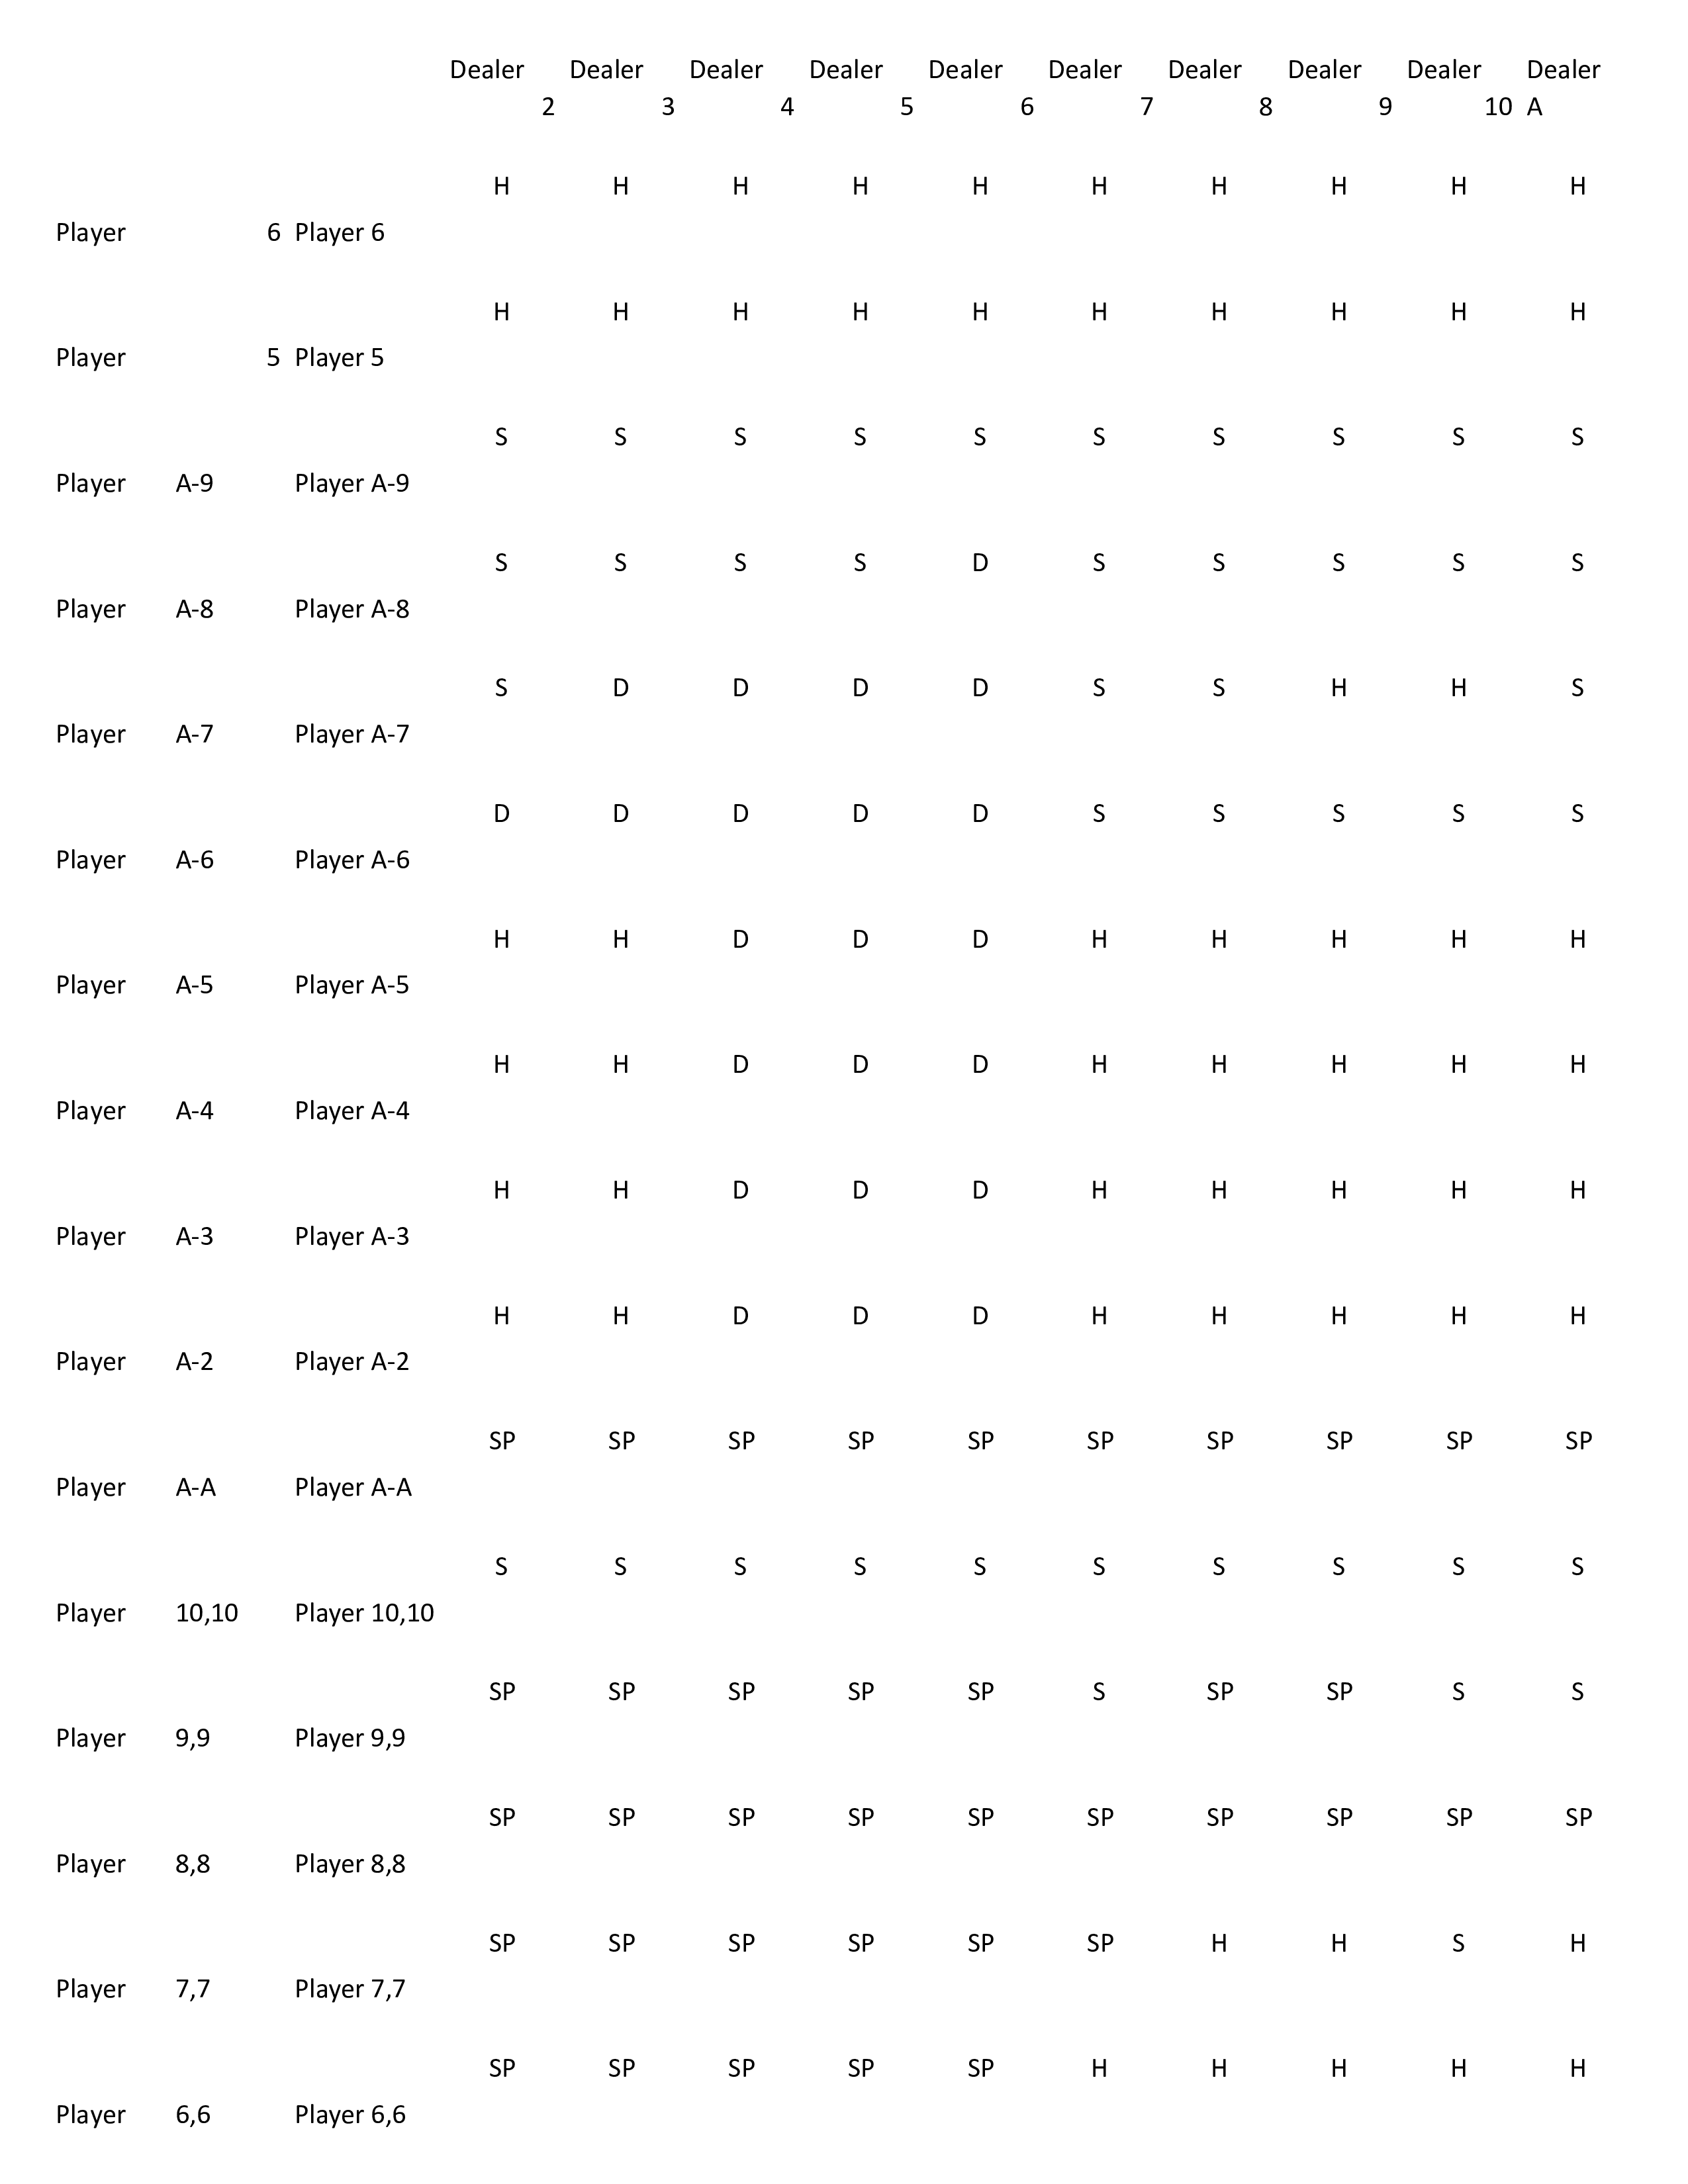 Dealer Dealer Dealer Dealer Dealer Dealer Dealer Dealer Dealer Dealer
2 3 4 5 6 7 8 9 10 A
H H H H H H H H H H
Player 6 Player 6
H H H H H H H H H H
Player 5 Player 5
S S S S S S S S S S
Player A-9 Player A-9
S S S S D S S S S S
Player A-8 Player A-8
S D D D D S S H H S
Player A-7 Player A-7
D D D D D S S S S S
Player A-6 Player A-6
H H D D D H H H H H
Player A-5 Player A-5
H H D D D H H H H H
Player A-4 Player A-4
H H D D D H H H H H
Player A-3 Player A-3
H H D D D H H H H H
Player A-2 Player A-2
SP SP SP SP SP SP SP SP SP SP
Player A-A Player A-A
S S S S S S S S S S
Player 10,10 Player 10,10
SP SP SP SP SP S SP SP S S
Player 9,9 Player 9,9
SP SP SP SP SP SP SP SP SP SP
Player 8,8 Player 8,8
SP SP SP SP SP SP H H S H
Player 7,7 Player 7,7
SP SP SP SP SP H H H H H
Player 6,6 Player 6,6